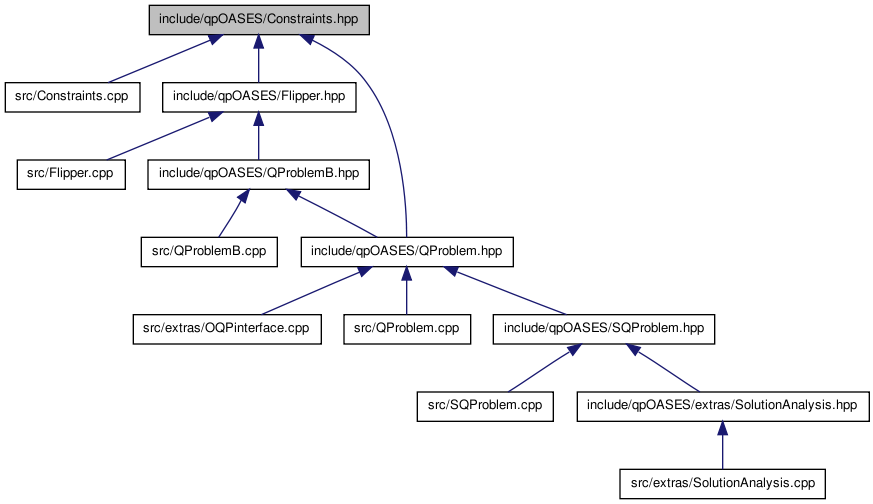 include/qpOASES/Constraints.hpp
src/Constraints.cpp
include/qpOASES/Flipper.hpp
src/Flipper.cpp
include/qpOASES/QProblemB.hpp
src/QProblemB.cpp
include/qpOASES/QProblem.hpp
src/extras/OQPinterface.cpp
src/QProblem.cpp
include/qpOASES/SQProblem.hpp
src/SQProblem.cpp
include/qpOASES/extras/SolutionAnalysis.hpp
src/extras/SolutionAnalysis.cpp